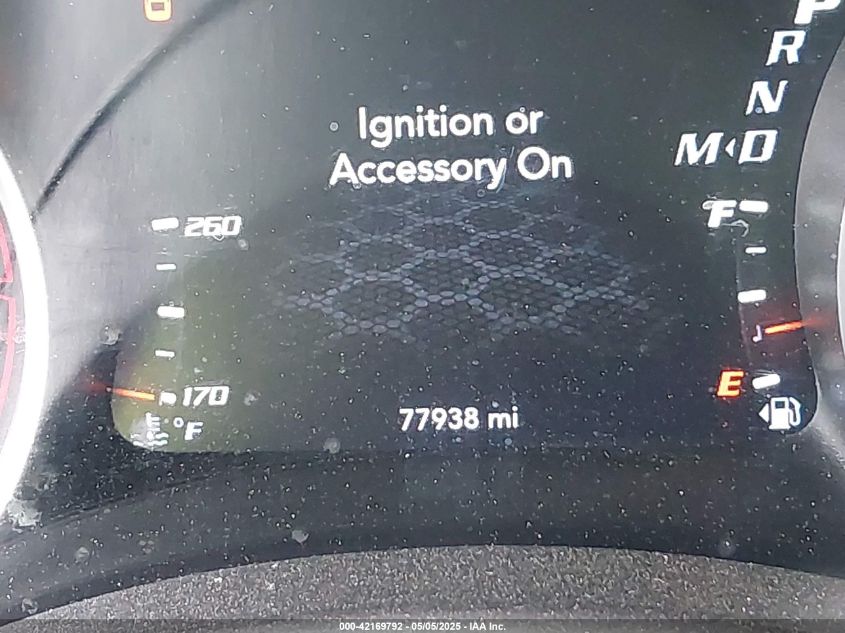 P
R
N
M D
Ignition or
Accessory On
260
F
170
°F
E
77938 mi
000-42169792 - 05/05/2025 - IAA Inc.